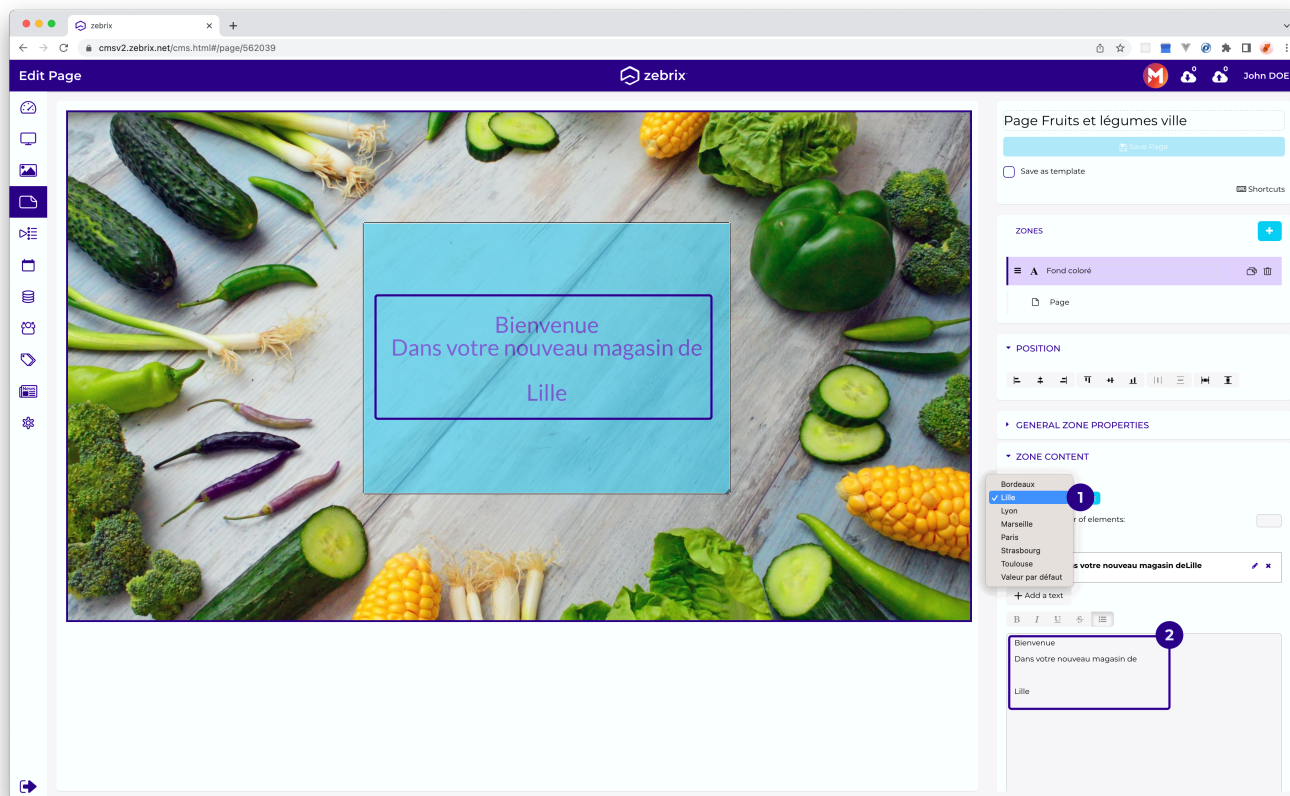 zebrix
cmsv2.zebrix.net/cms.html#/page/562039
Edit Page
zebrix
0
0
John DOE
Bienvenue
Dans votre nouveau magasin de
Lille
Page Fruits et légumes ville
Save Page
Save as template
Shortcuts
ZONES
+
A Fond coloré
Page
POSITION
GENERAL ZONE PROPERTIES
ZONE CONTENT
Bordeaux
✓ Lille
1
Lyon
Marseille
r of elements:
Paris
Strasbourg
Toulouse
s votre nouveau magasin deLille
Valeur par défaut
+ Add a text
B I U S
2
Bienvenue
Dans votre nouveau magasin de
Lille